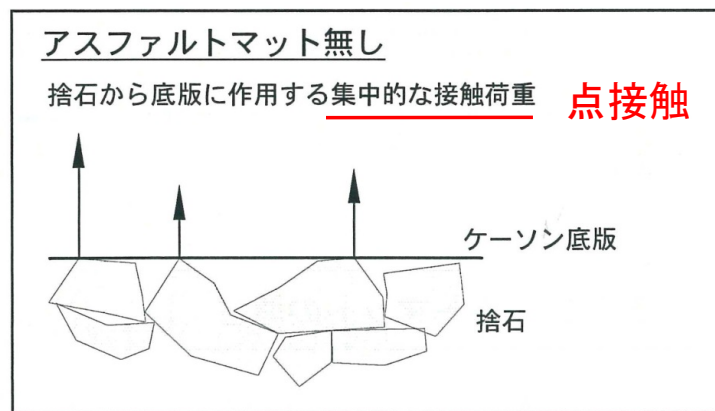 アスファルトマット無し
捨石から底版に作用する集中的な接触荷重 点接触
ケーソン底版
捨石